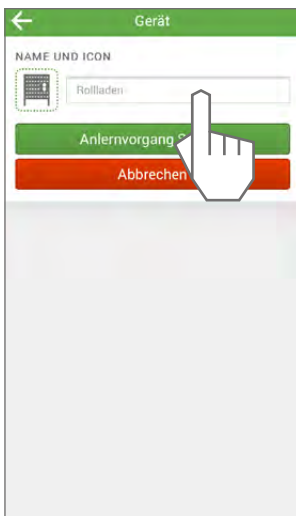 Gerät
NAME UND ICON
Rollladen
Anlernvorgang
Abbrechen